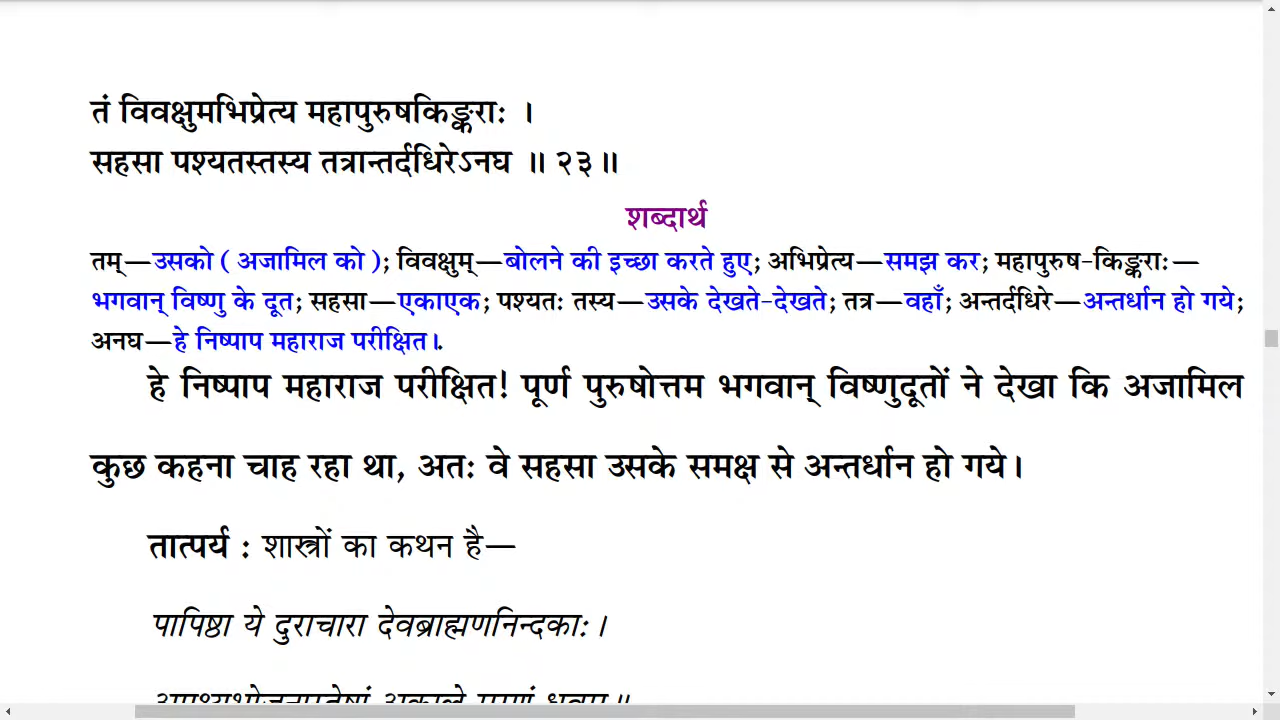 तं विवक्षुमभिप्रेत्य महापुरुषकिङ्कराः ।
सहसा पश्यतस्तस्य तत्रान्तर्दधिरेऽनघ ॥ २३॥
शब्दार्थ
तम्—उसको ( अजामिल को ); विवक्षुम्—बोलने की इच्छा करते हुए; अभिप्रेत्य—समझ कर; महापुरुष-किङ्कराः—
भगवान् विष्णु के दूत; सहसा—एकाएक; पश्यतः तस्य—उसके देखते-देखते; तत्र—वहाँ; अन्तर्दधिरे—अन्तर्धान हो गये;
अनघ—हे निष्पाप महाराज परीक्षित।.
हे निष्पाप महाराज परीक्षित! पूर्ण पुरुषोत्तम भगवान् विष्णुदूतों ने देखा कि अजामिल
कुछ कहना चाह रहा था, अतः वे सहसा उसके समक्ष से अन्तर्धान हो गये।
तात्पर्य : शास्त्रों का कथन है—
पापिष्ठा ये दुराचारा देवब्राह्मणनिन्दकाः।